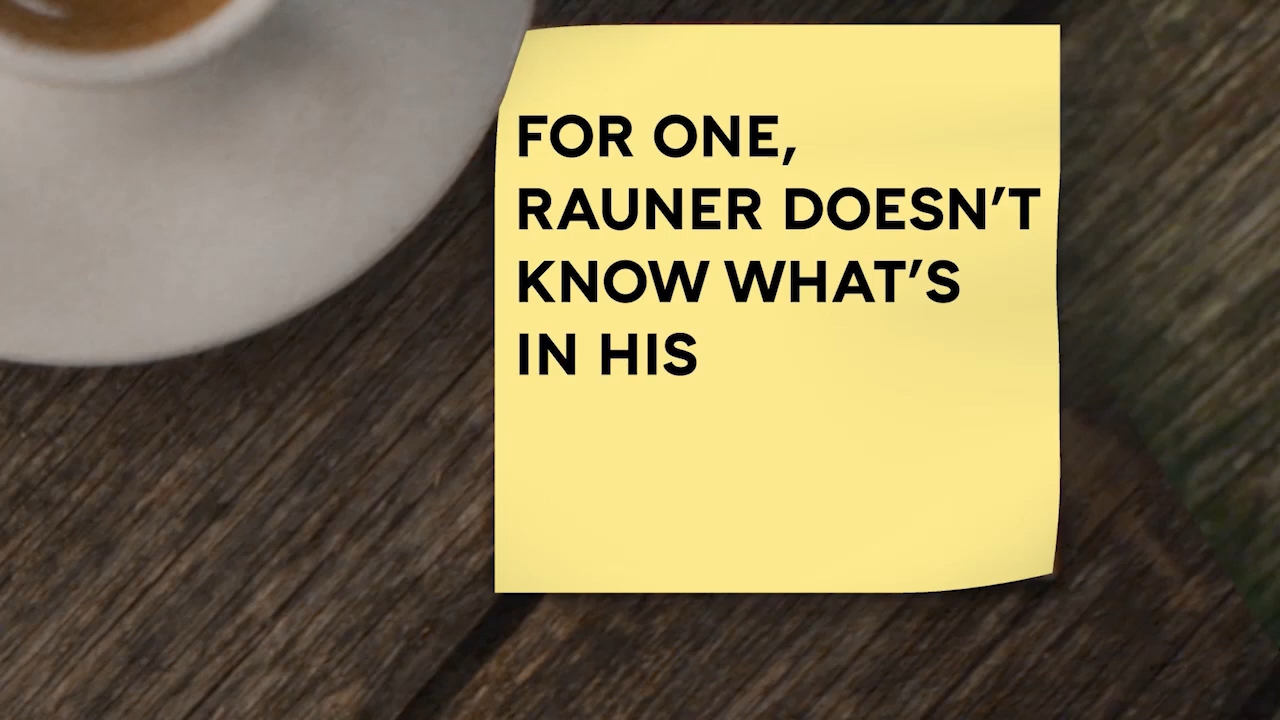 FOR ONE,
RAUNER DOESN’T
KNOW WHAT’S
IN HIS